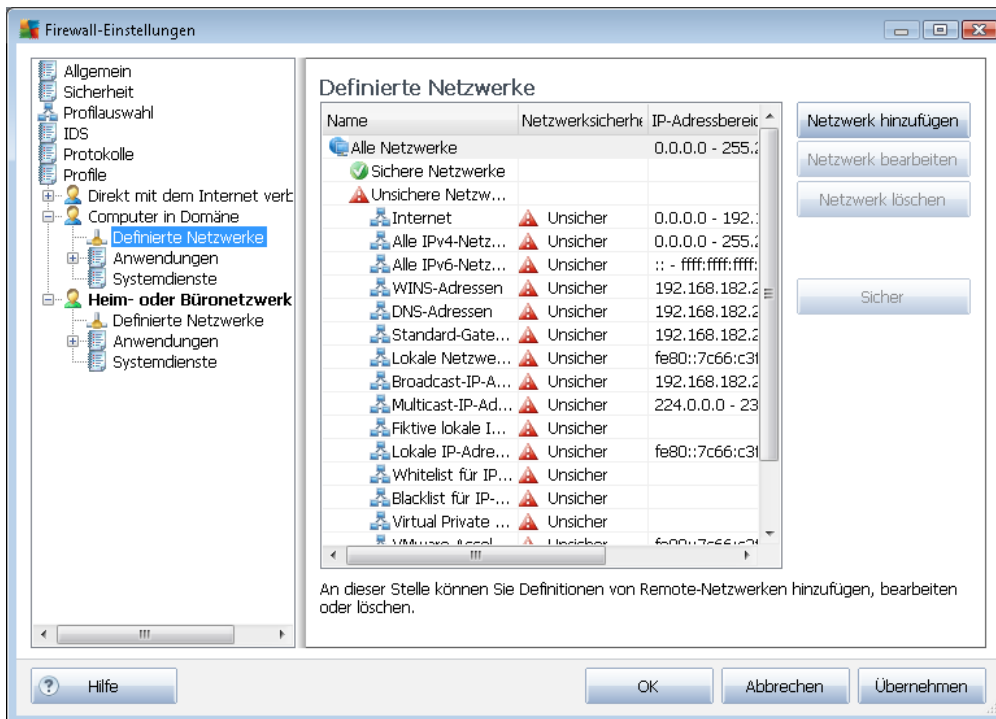 Firewall-Einstellungen
Allgemein
Sicherheit
Profilauswahl
IDS
Protokolle
Profile
Direkt mit dem Internet verb
Computer in Domäne
Definierte Netzwerke
Anwendungen
Systemdienste
Heim- oder Büronetzwerk
Definierte Netzwerke
Anwendungen
Systemdienste
Definierte Netzwerke
Name Netzwerksicherhe IP-Adressbereic
Alle Netzwerke 0.0.0.0 - 255.2
Sichere Netzwerke
Unsichere Netzw...
Internet Unsicher 0.0.0.0 - 192.1
Alle IPv4-Netz... Unsicher 0.0.0.0 - 255.2
Alle IPv6-Netz... Unsicher :: - ffff:ffff:ffff:
WINS-Adressen Unsicher 192.168.182.2
DNS-Adressen Unsicher 192.168.182.2
Standard-Gate... Unsicher 192.168.182.2
Lokale Netzwe... Unsicher fe80::7c66:c3f
Broadcast-IP-A... Unsicher 192.168.182.2
Multicast-IP-Ad... Unsicher 224.0.0.0 - 23
Fiktive lokale I... Unsicher
Lokale IP-Adre... Unsicher fe80::7c66:c3f
Whitelist für IP... Unsicher
Blacklist für IP-... Unsicher
Virtual Private ... Unsicher
VMware Accel Unsicher fe80::7c66:c3f
Netzwerk hinzufügen
Netzwerk bearbeiten
Netzwerk löschen
Sicher
An dieser Stelle können Sie Definitionen von Remote-Netzwerken hinzufügen, bearbeiten
oder löschen.
Hilfe
OK
Abbrechen
Übernehmen